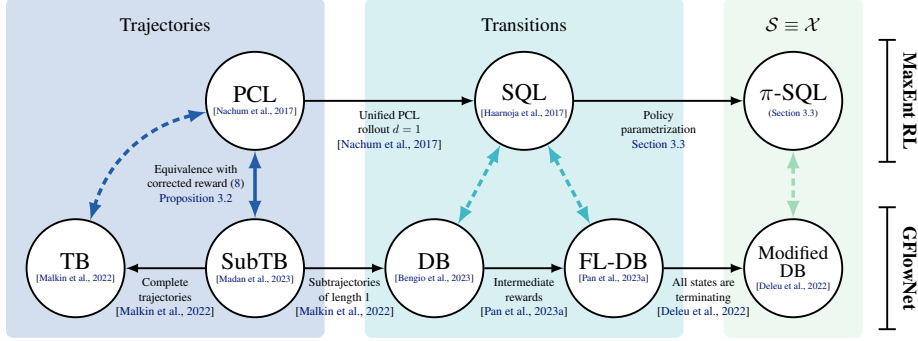 Trajectories
Transitions
S ≡ X
PCL
[Nachum et al., 2017]
Unified PCL
rollout d = 1
[Nachum et al., 2017]
SQL
[Haarnoja et al., 2017]
Policy
parametrization
Section 3.3
π-SQL
(Section 3.3)
MaxEnt RL
Equivalence with
corrected reward (8)
Proposition 3.2
TB
[Malkin et al., 2022]
Complete
trajectories
[Malkin et al., 2022]
SubTB
[Madan et al., 2023]
Subtrajectories
of length 1
[Malkin et al., 2022]
DB
[Bengio et al., 2023]
Intermediate
rewards
[Pan et al., 2023a]
FL-DB
[Pan et al., 2023a]
All states are
terminating
[Deleu et al., 2022]
Modified
DB
[Deleu et al., 2022]
GFlowNet